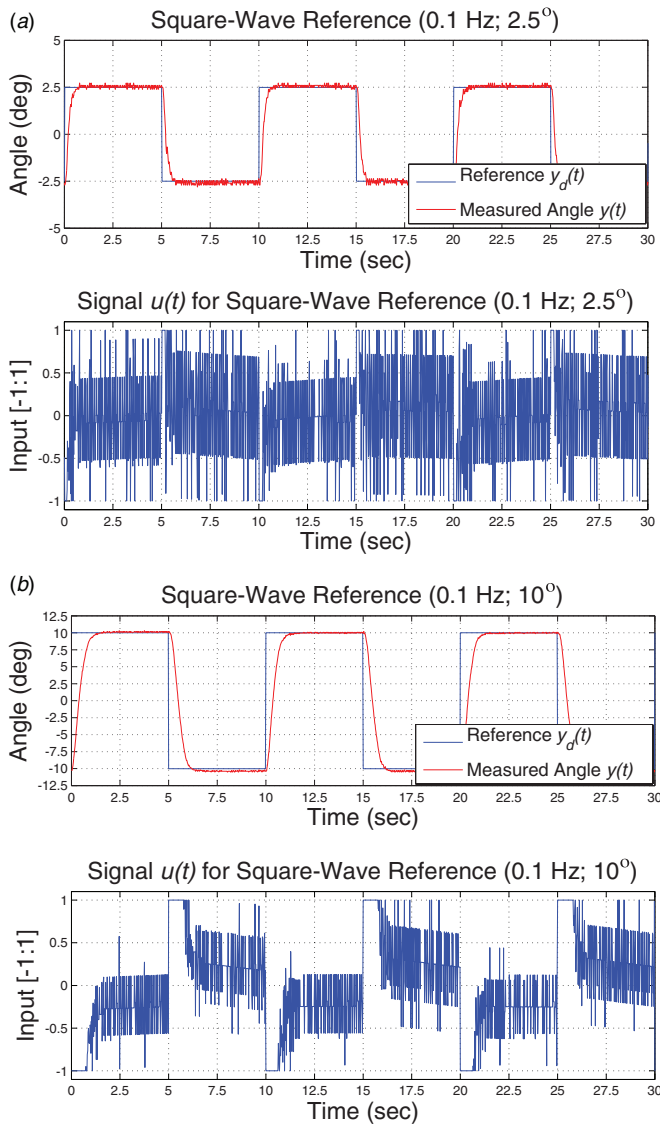 (a)
Square-Wave Reference (0.1 Hz; 2.5°)
Angle (deg)
5
2.5
0
-2.5
-5
Reference y_d(t)
Measured Angle y(t)
0 2.5 5 7.5 10 12.5 15 17.5 20 22.5 25 27.5 30
Time (sec)
Signal u(t) for Square-Wave Reference (0.1 Hz; 2.5°)
Input [-1:1]
1
0.5
0
-0.5
-1
0 2.5 5 7.5 10 12.5 15 17.5 20 22.5 25 27.5 30
Time (sec)
(b)
Square-Wave Reference (0.1 Hz; 10°)
Angle (deg)
12.5
10
7.5
5
2.5
0
-2.5
-5
-7.5
-10
-12.5
Reference y_d(t)
Measured Angle y(t)
0 2.5 5 7.5 10 12.5 15 17.5 20 22.5 25 27.5 30
Time (sec)
Signal u(t) for Square-Wave Reference (0.1 Hz; 10°)
Input [-1:1]
1
0.5
0
-0.5
-1
0 2.5 5 7.5 10 12.5 15 17.5 20 22.5 25 27.5 30
Time (sec)